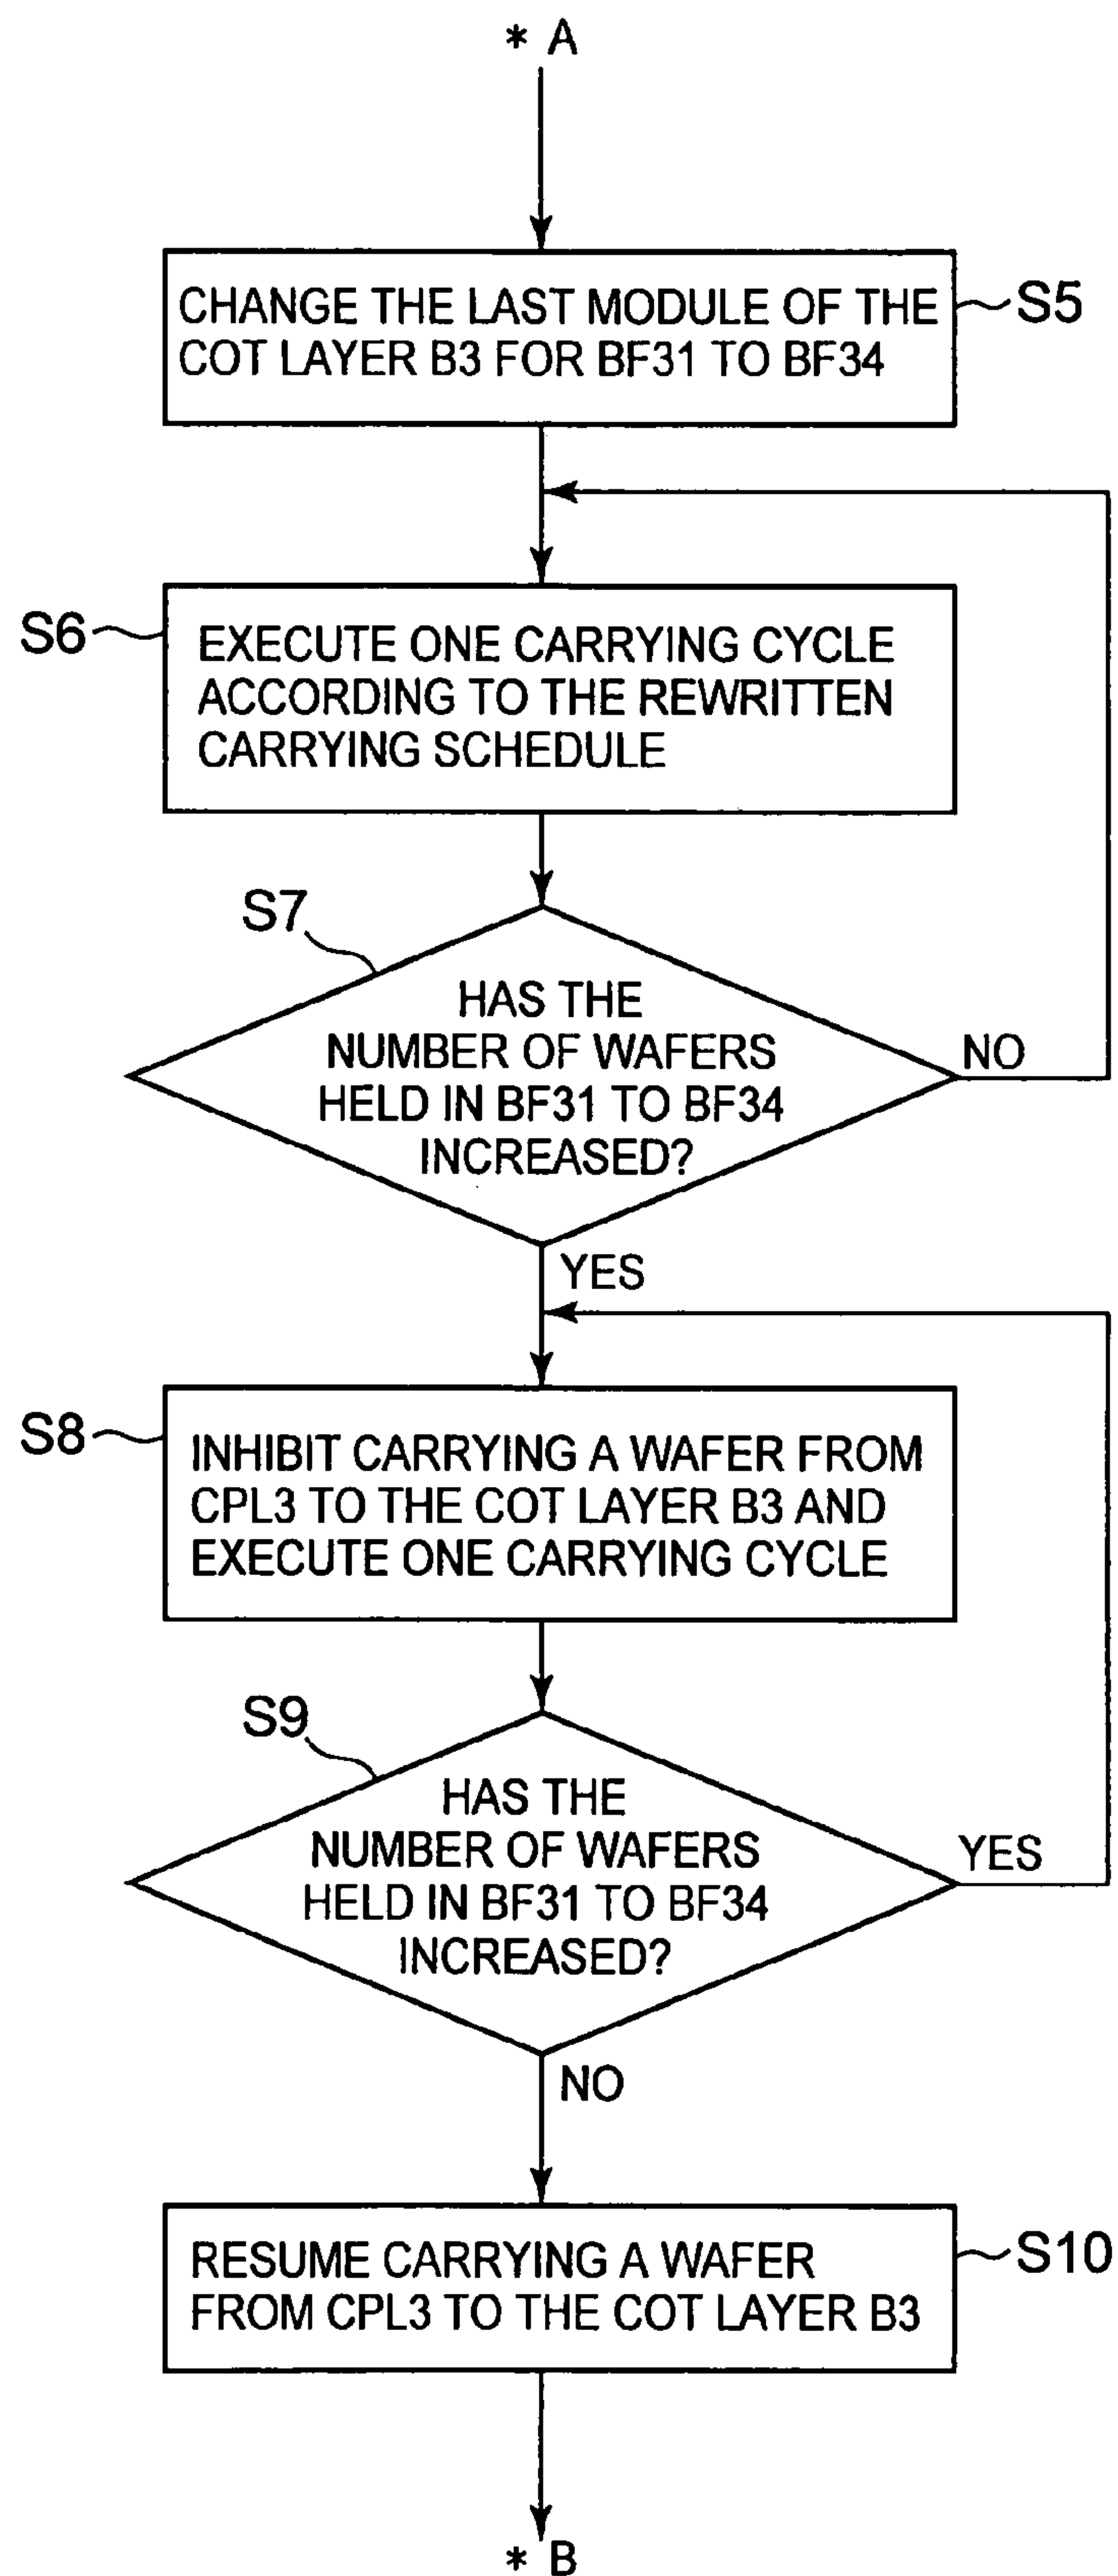 * A
CHANGE THE LAST MODULE OF THE
COT LAYER B3 FOR BF31 TO BF34
S5
S6
EXECUTE ONE CARRYING CYCLE
ACCORDING TO THE REWRITTEN
CARRYING SCHEDULE
S7
HAS THE
NUMBER OF WAFERS
HELD IN BF31 TO BF34
INCREASED?
NO
YES
S8
INHIBIT CARRYING A WAFER FROM
CPL3 TO THE COT LAYER B3 AND
EXECUTE ONE CARRYING CYCLE
S9
HAS THE
NUMBER OF WAFERS
HELD IN BF31 TO BF34
INCREASED?
YES
NO
RESUME CARRYING A WAFER
FROM CPL3 TO THE COT LAYER B3
S10
* B